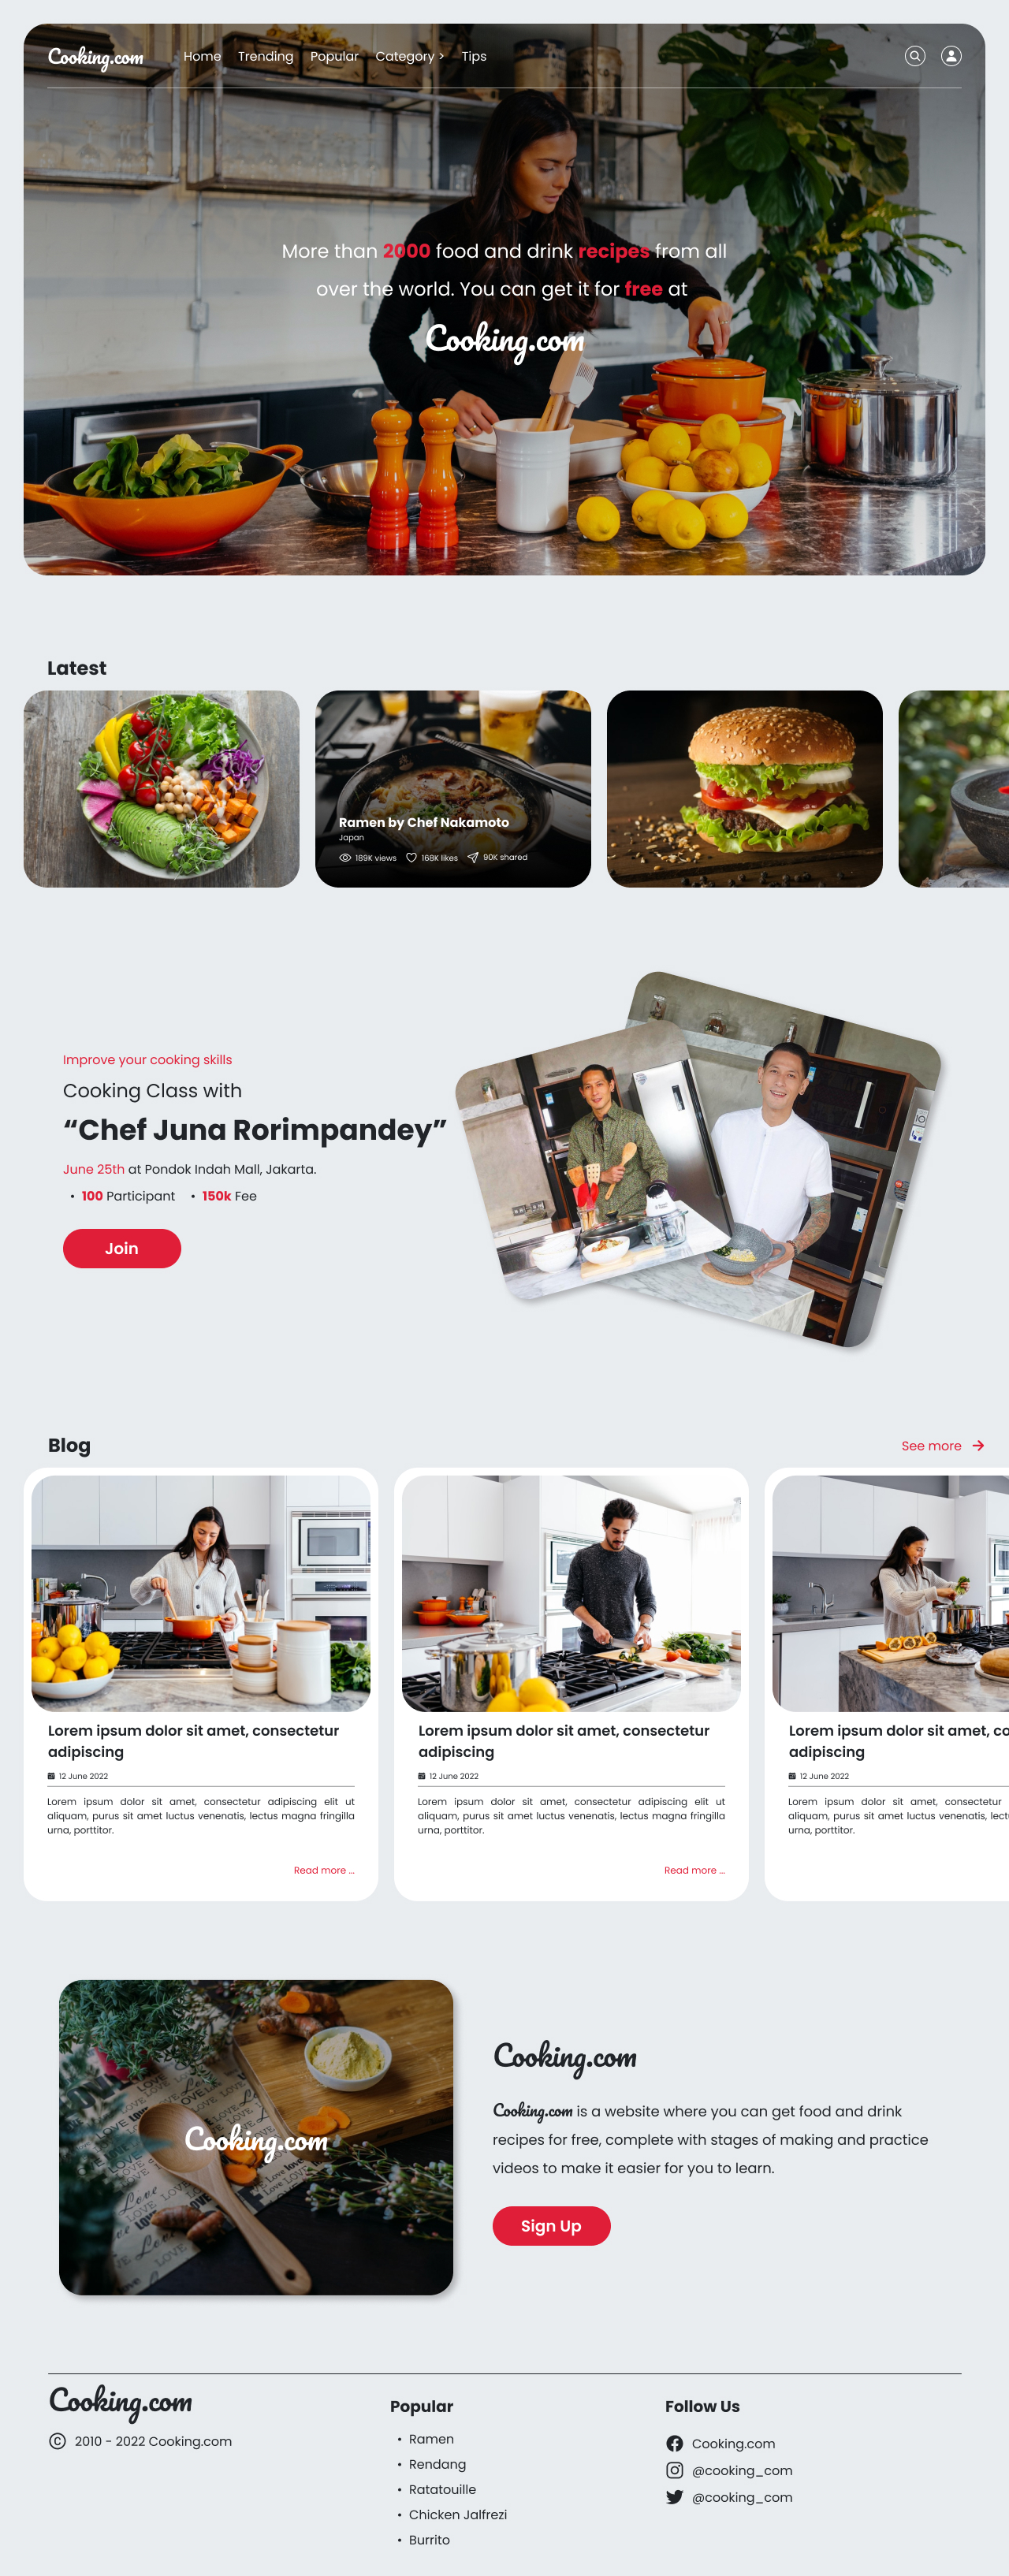 Cooking.com
Home Trending Popular Category > Tips
More than 2000 food and drink recipes from all
over the world. You can get it for free at
Cooking.com
Latest
Ramen by Chef Nakamoto
Japan
189K views 168K likes 90K shared
Improve your cooking skills
Cooking Class with
“Chef Juna Rorimpandey”
June 25th at Pondok Indah Mall, Jakarta.
• 100 Participant • 150k Fee
Join
Blog
See more →
Lorem ipsum dolor sit amet, consectetur
adipiscing
12 June 2022
Lorem ipsum dolor sit amet, consectetur adipiscing elit ut
aliquam, purus sit amet luctus venenatis, lectus magna fringilla
urna, porttitor.
Read more ...
Lorem ipsum dolor sit amet, consectetur
adipiscing
12 June 2022
Lorem ipsum dolor sit amet, consectetur adipiscing elit ut
aliquam, purus sit amet luctus venenatis, lectus magna fringilla
urna, porttitor.
Read more ...
Lorem ipsum dolor sit amet, co
adipiscing
12 June 2022
Lorem ipsum dolor sit amet, consectetur
aliquam, purus sit amet luctus venenatis, lect
urna, porttitor.
Cooking.com
LOVE LOVE LOVE
Love
Love
LOVE
Cooking.com
Cooking.com is a website where you can get food and drink
recipes for free, complete with stages of making and practice
videos to make it easier for you to learn.
Sign Up
Cooking.com
© 2010 - 2022 Cooking.com
Popular
• Ramen
• Rendang
• Ratatouille
• Chicken Jalfrezi
• Burrito
Follow Us
Cooking.com
@cooking_com
@cooking_com